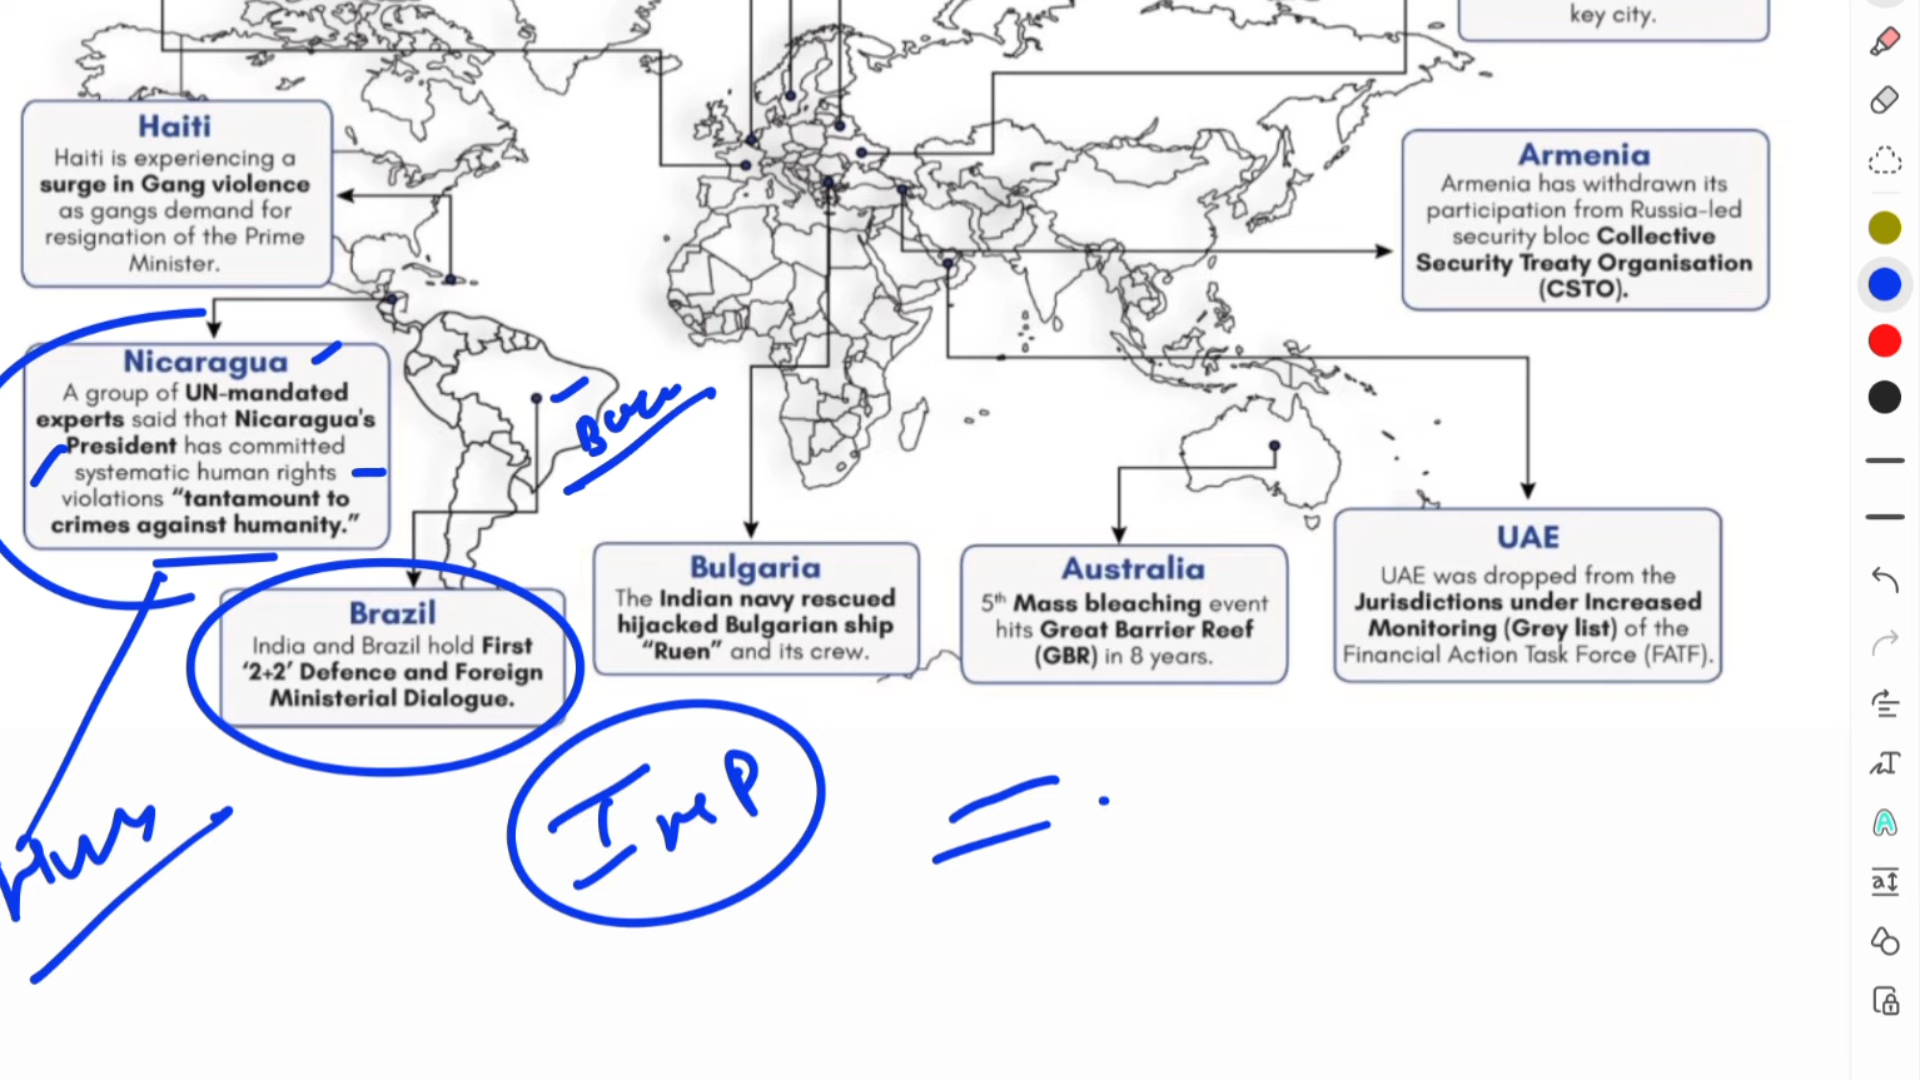 key city.
Haiti
Haiti is experiencing a
surge in Gang violence
as gangs demand for
resignation of the Prime
Minister.
Armenia
Armenia has withdrawn its
participation from Russia-led
security bloc Collective
Security Treaty Organisation
(CSTO).
Nicaragua
A group of UN-mandated
experts said that Nicaragua's
President has committed
systematic human rights
violations “tantamount to
crimes against humanity.”
Brazil
India and Brazil hold First
‘2+2’ Defence and Foreign
Ministerial Dialogue.
Bulgaria
The Indian navy rescued
hijacked Bulgarian ship
“Ruen” and its crew.
Australia
5th Mass bleaching event
hits Great Barrier Reef
(GBR) in 8 years.
UAE
UAE was dropped from the
Jurisdictions under Increased
Monitoring (Grey list) of the
Financial Action Task Force (FATF).
Imp